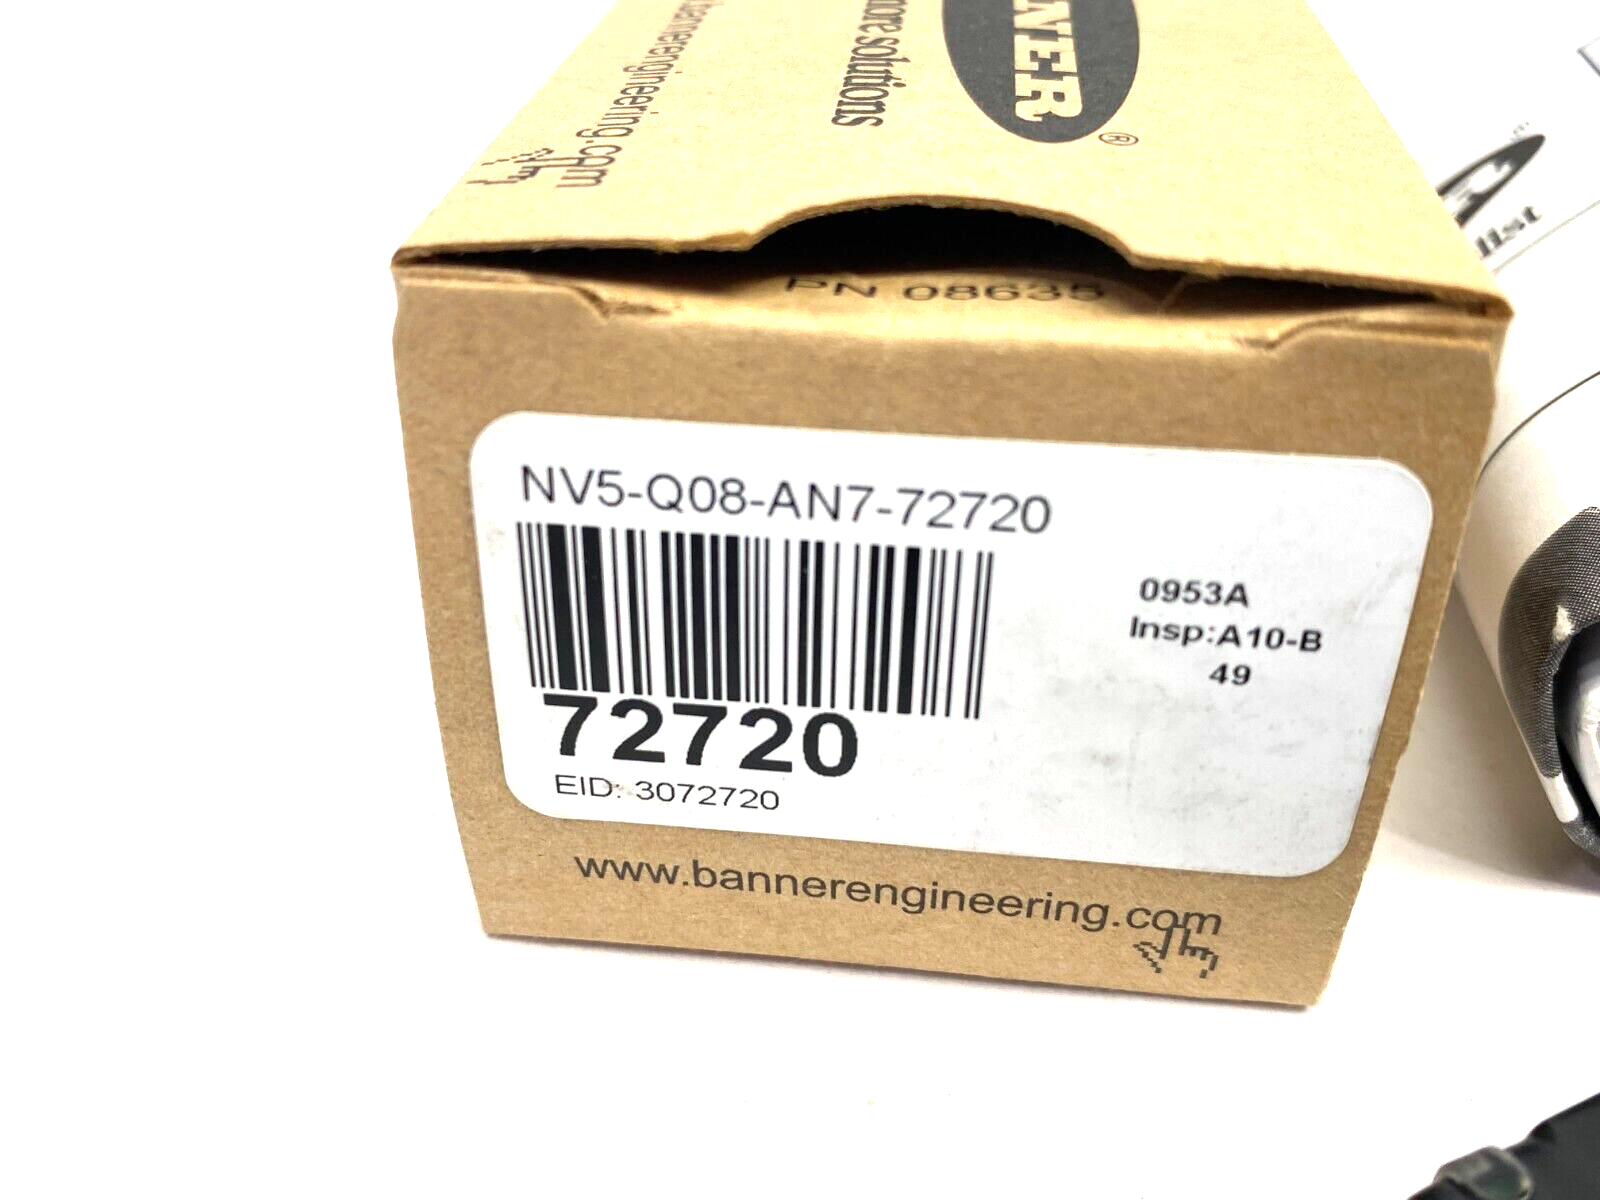 NER®
more solutions
bannerengineering.com
PN 08635
NV5-Q08-AN7-72720
0953A
Insp:A10-B
49
72720
EID: 3072720
www.bannerengineering.com
list